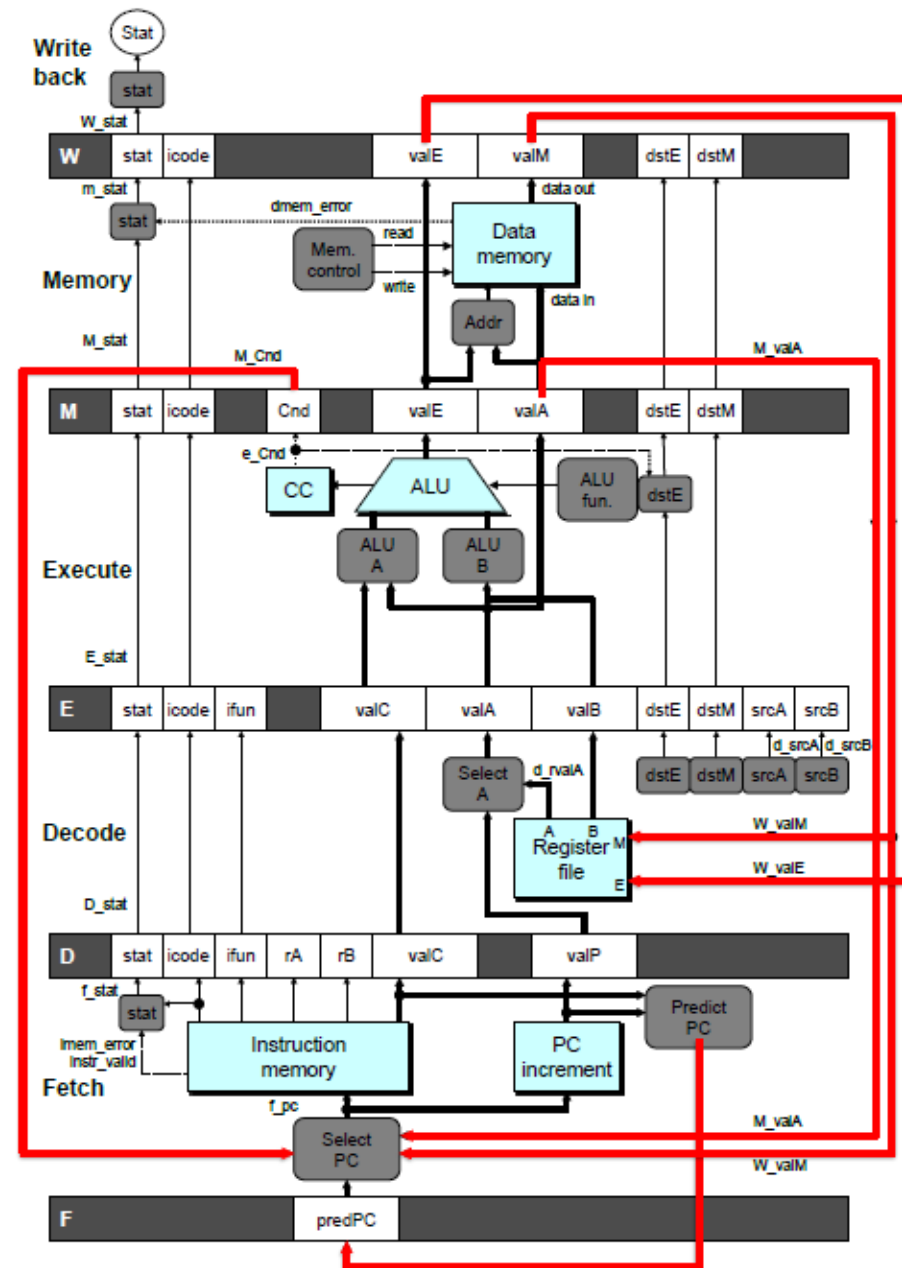 Stat
Write
back
stat
W_stat
W stat icode valE valM dstE dstM
m_stat
data out
dmem_error
stat
read
Mem.
control
Data
memory
write
data in
Memory
Addr
M_stat
M_Cnd
M_valA
M stat icode Cnd valE valA dstE dstM
e_Cnd
CC
ALU
ALU
fun.
dstE
ALU
A
ALU
B
Execute
E_stat
E stat icode ifun valC valA valB dstE dstM srcA srcB
d_srcA d_srcB
Select
A
d_rvalA
dstE dstM srcA srcB
Decode
A B
M
Register
file
E
W_valM
W_valE
D_stat
D stat icode ifun rA rB valC valP
f_stat
stat
Predict
PC
Imem_error
Instr_valid
Instruction
memory
PC
increment
Fetch
f_pc
M_valA
Select
PC
W_valM
F predPC